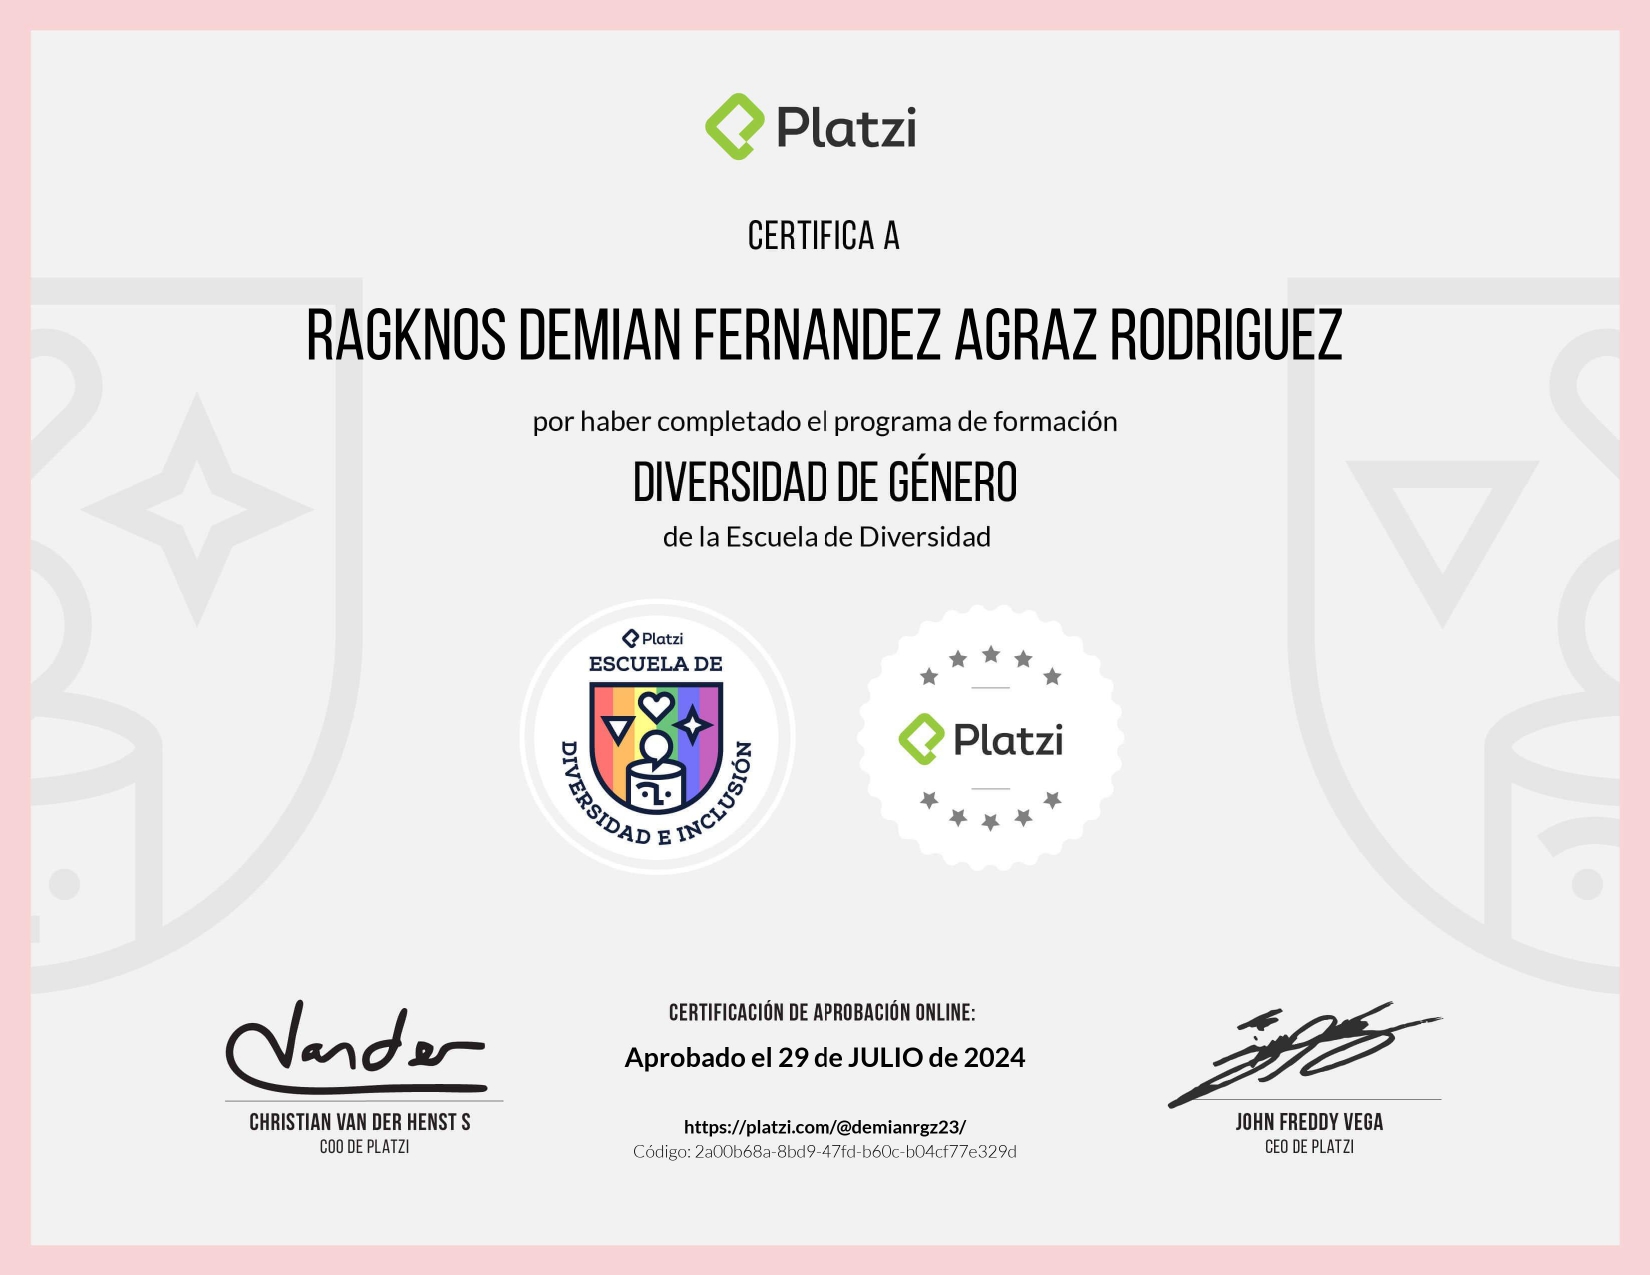 Platzi
CERTIFICA A
RAGKNOS DEMIAN FERNANDEZ AGRAZ RODRIGUEZ
por haber completado el programa de formación
DIVERSIDAD DE GÉNERO
de la Escuela de Diversidad
Platzi
ESCUELA DE
DIVERSIDAD E INCLUSIÓN
Platzi
Vander
CHRISTIAN VAN DER HENST S
COO DE PLATZI
CERTIFICACIÓN DE APROBACIÓN ONLINE:
Aprobado el 29 de JULIO de 2024
https://platzi.com/@demianrgz23/
Código: 2a00b68a-8bd9-47fd-b60c-b04cf77e329d
JOHN FREDDY VEGA
CEO DE PLATZI